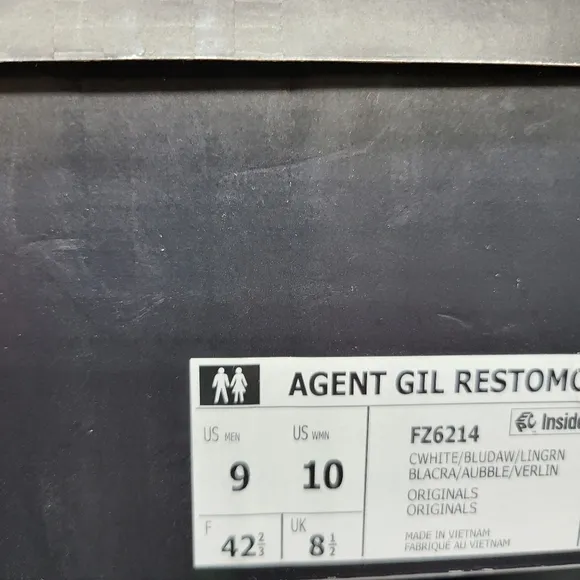 AGENT GIL RESTOMO
US MEN
9
US WMN
10
F
42 2/3
UK
8 1/2
FZ6214
Inside
CWHITE/BLUDAW/LINGRN
BLACRA/AUBBLE/VERLIN
ORIGINALS
ORIGINALS
MADE IN VIETNAM
FABRIQUÉ AU VIETNAM